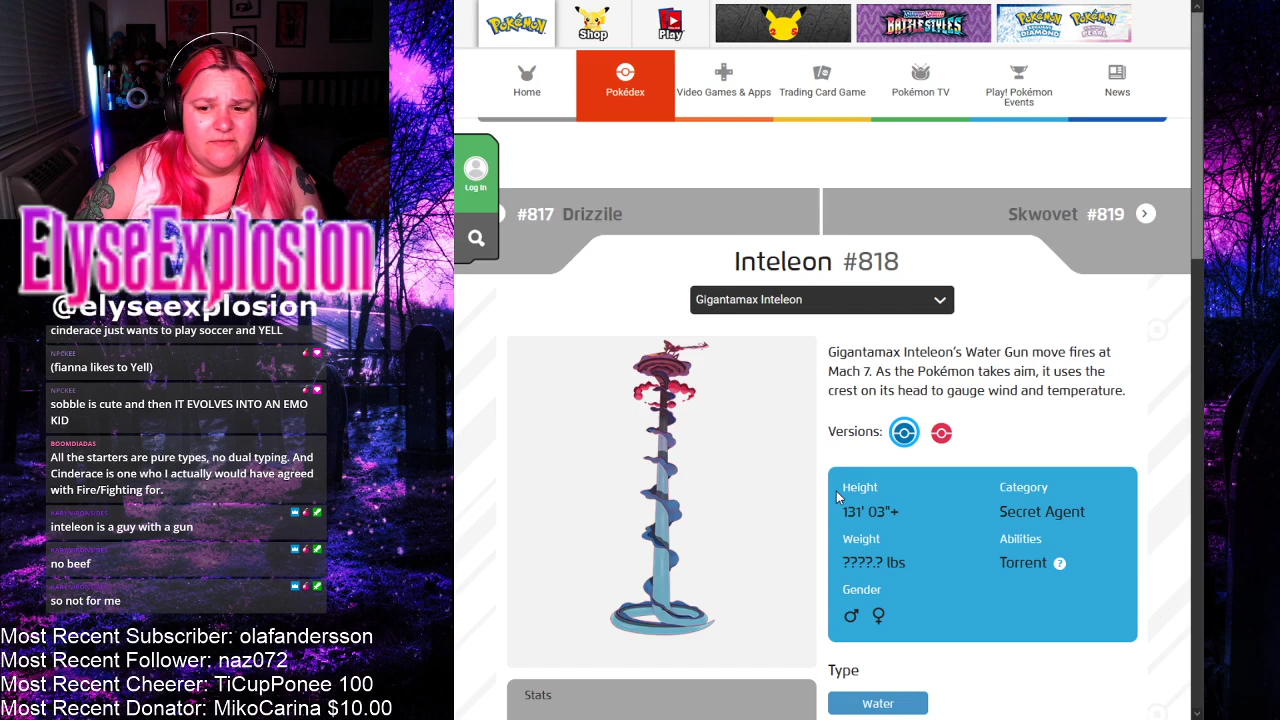 Pokémon
Shop
Play
25
BATTLE STYLES
Home
Pokédex
Video Games & Apps
Trading Card Game
Pokémon TV
Play! Pokémon
Events
News
Log In
#817 Drizzile
Skwovet #819
Inteleon #818
Gigantamax Inteleon
Gigantamax Inteleon's Water Gun move fires at
Mach 7. As the Pokémon takes aim, it uses the
crest on its head to gauge wind and temperature.
Versions:
Height
131' 03"+
Category
Secret Agent
Weight
????.? lbs
Abilities
Torrent ?
Gender
♂ ♀
Type
Water
Stats
ElyseExplosion
@elyseexplosion
cinderace just wants to play soccer and YELL
NPCKEE
(fianna likes to Yell)
NPCKEE
sobble is cute and then IT EVOLVES INTO AN EMO
KID
BOOMDIADAS
All the starters are pure types, no dual typing. And
Cinderace is one who I actually would have agreed
with Fire/Fighting for.
inteleon is a guy with a gun
no beef
so not for me
Most Recent Subscriber: olafandersson
Most Recent Follower: naz072
Most Recent Cheerer: TiCupPonee 100
Most Recent Donator: MikoCarina $10.00